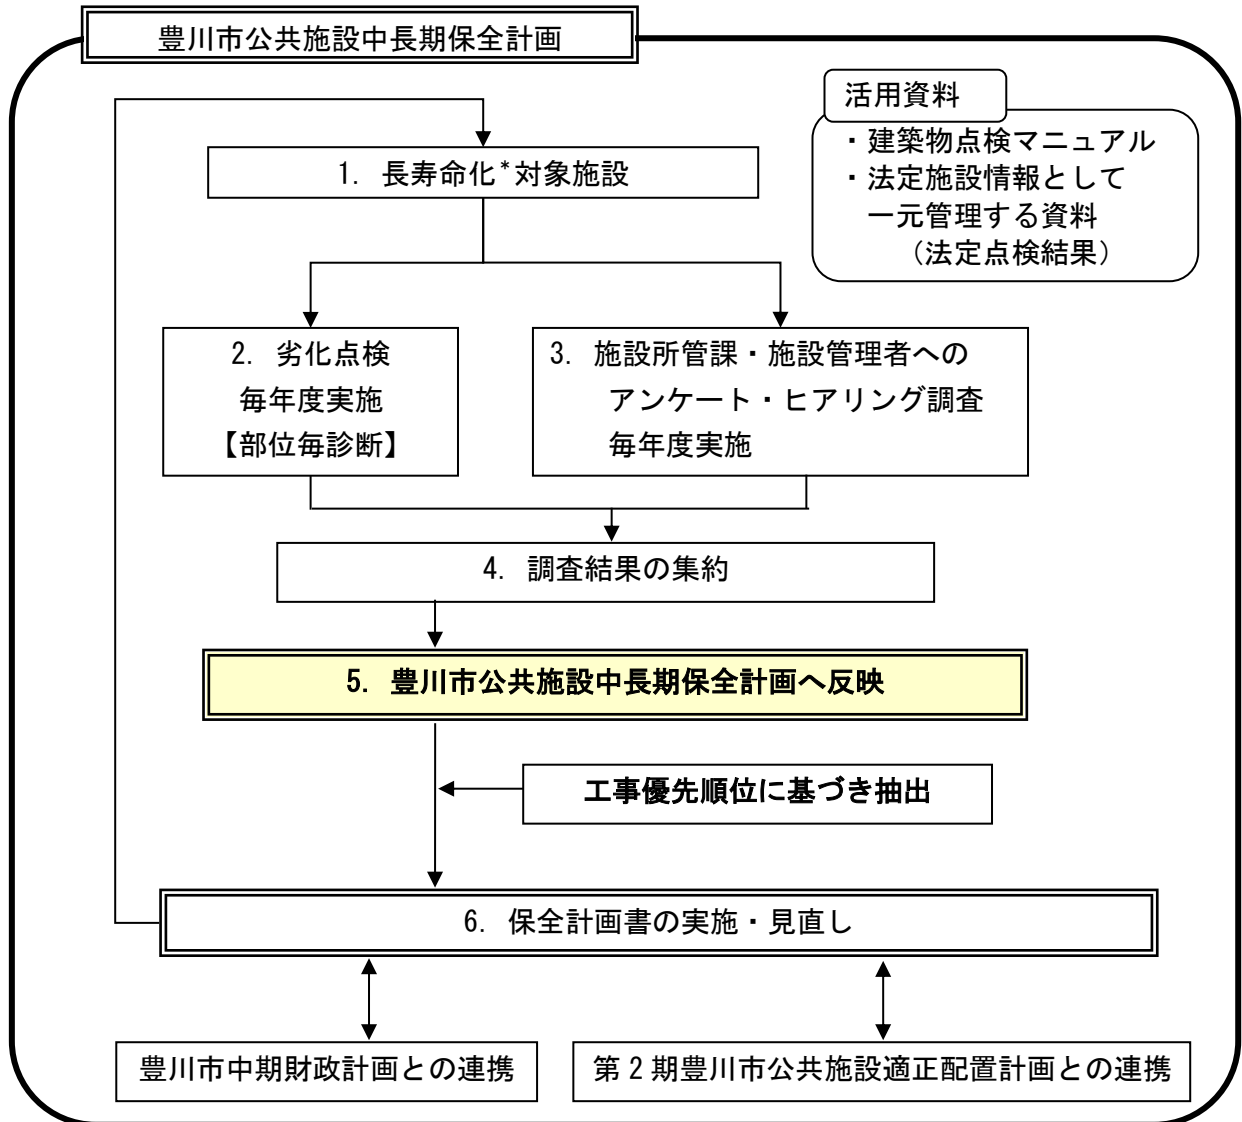 豊川市公共施設中長期保全計画
活用資料
・建築物点検マニュアル
・法定施設情報として
一元管理する資料
（法定点検結果）
1. 長寿命化*対象施設
2. 劣化点検
毎年度実施
【部位毎診断】
3. 施設所管課・施設管理者への
アンケート・ヒアリング調査
毎年度実施
4. 調査結果の集約
5. 豊川市公共施設中長期保全計画へ反映
工事優先順位に基づき抽出
6. 保全計画書の実施・見直し
豊川市中期財政計画との連携
第2期豊川市公共施設適正配置計画との連携